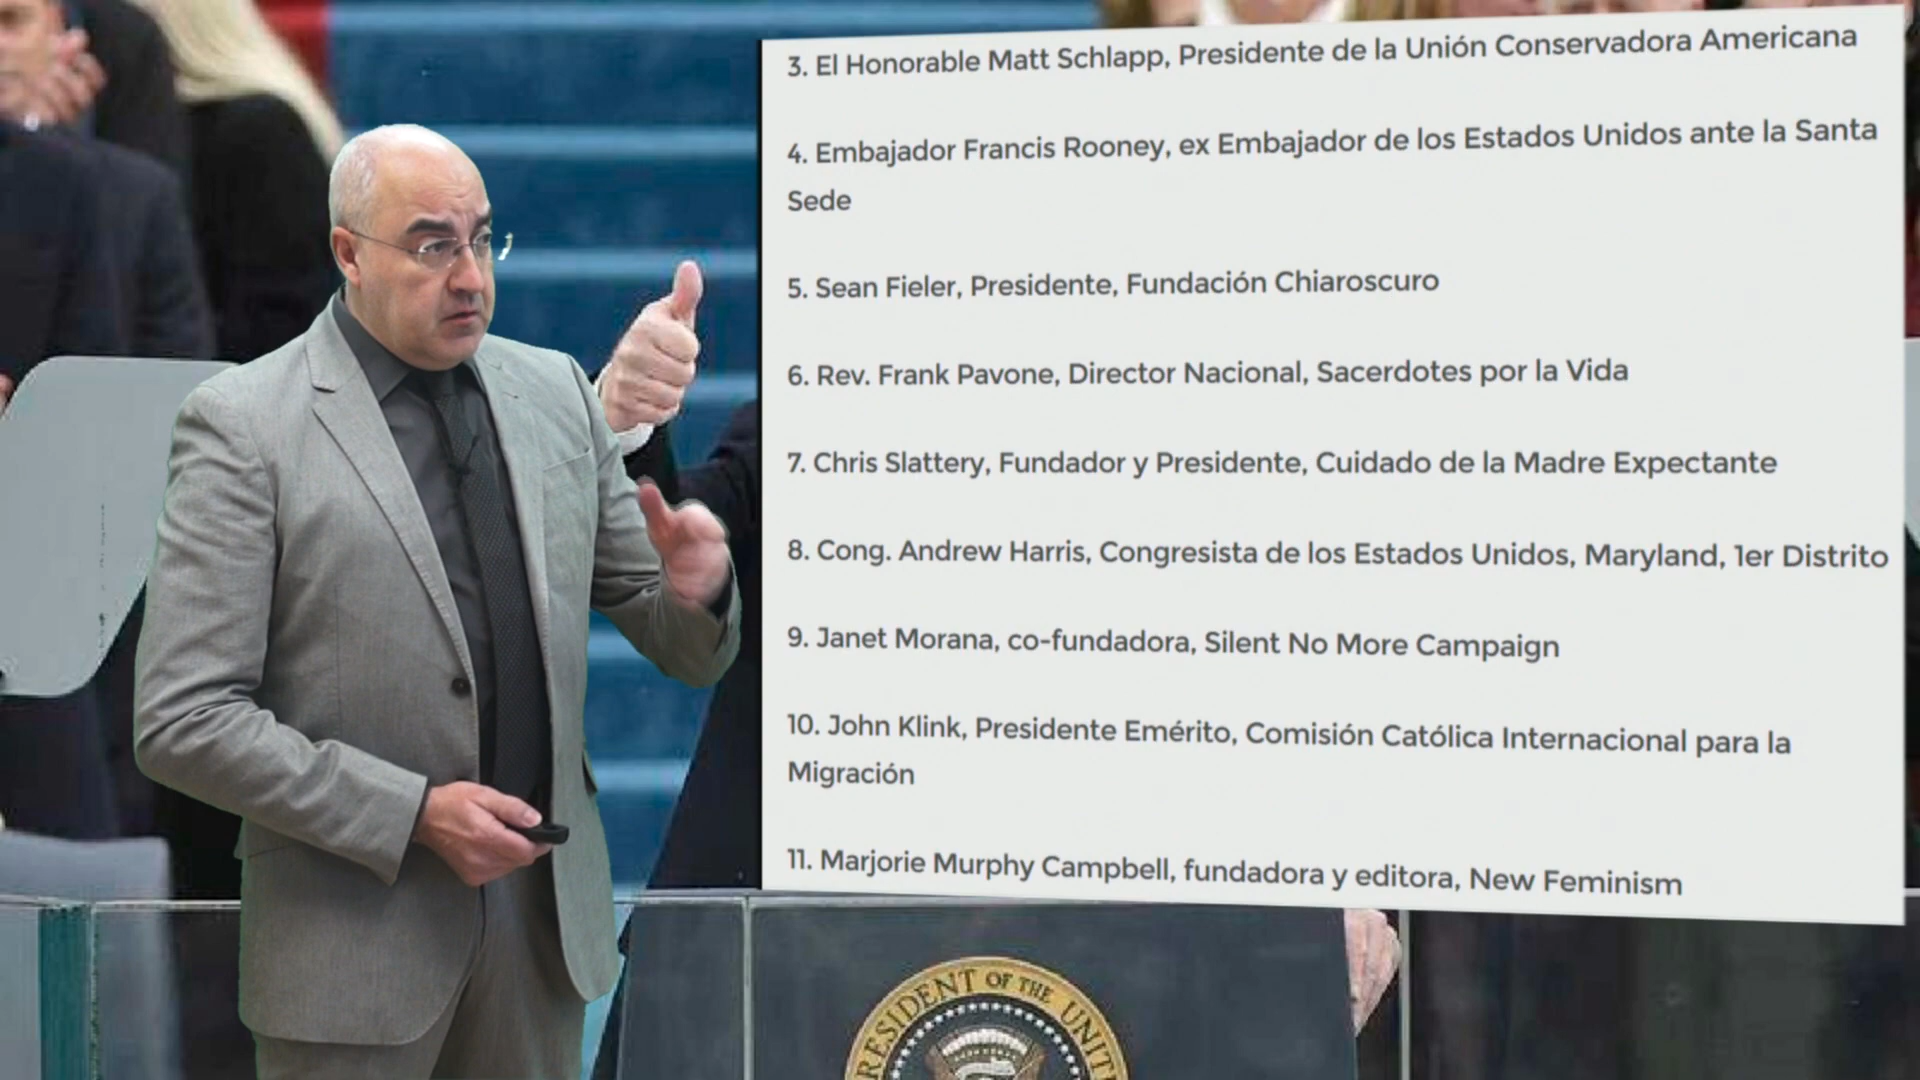 3. El Honorable Matt Schlapp, Presidente de la Unión Conservadora Americana
4. Embajador Francis Rooney, ex Embajador de los Estados Unidos ante la Santa
Sede
5. Sean Fieler, Presidente, Fundación Chiaroscuro
6. Rev. Frank Pavone, Director Nacional, Sacerdotes por la Vida
7. Chris Slattery, Fundador y Presidente, Cuidado de la Madre Expectante
8. Cong. Andrew Harris, Congresista de los Estados Unidos, Maryland, 1er Distrito
9. Janet Morana, co-fundadora, Silent No More Campaign
10. John Klink, Presidente Emérito, Comisión Católica Internacional para la
Migración
11. Marjorie Murphy Campbell, fundadora y editora, New Feminism
RESIDENT OF THE UNIT